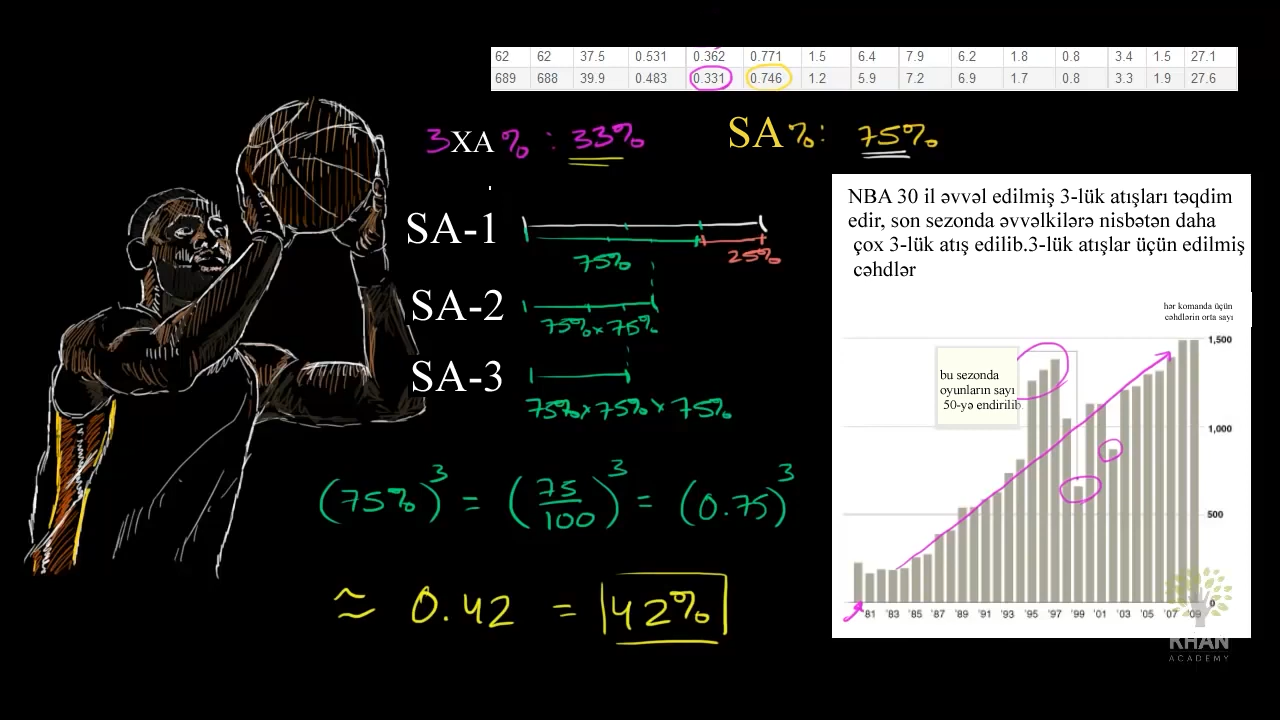 62 62 37.5 0.531 0.362 0.771 1.5 6.4 7.9 6.2 1.8 0.8 3.4 1.5 27.1
689 688 39.9 0.483 0.331 0.746 1.2 5.9 7.2 6.9 1.7 0.8 3.3 1.9 27.6
3XA% : 33%
SA%: 75%
SA-1
75% 25%
SA-2
75%×75%
SA-3
75%×75%×75%
(75%)³ = (75/100)³ = (0.75)³
≈ 0.42 = 42%
NBA 30 il əvvəl edilmiş 3-lük atışları təqdim
edir, son sezonda əvvəlkilərə nisbətən daha
çox 3-lük atış edilib.3-lük atışlar üçün edilmiş
cəhdlər
hər komanda üçün
cəhdlərin orta sayı
1,500
bu sezonda
oyunların sayı
50-yə endirilib
1,000
500
0
'81 '83 '85 '87 '89 '91 '93 '95 '97 '99 '01 '03 '05 '07 '09
KHAN
ACADEMY